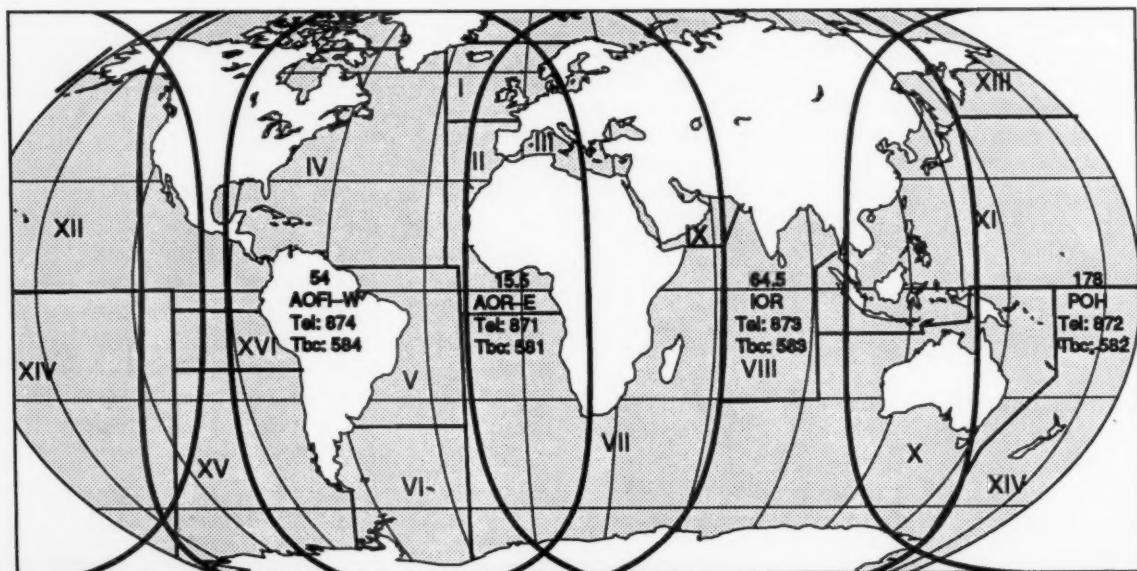 XIII
I
III
II
IV
XI
XII
IX
54
AOFI-W
Tel: 874
Tbc: 584
15.5
AOR-E
Tel: 871
Tbc: 581
64.5
IOR
Tel: 873
Tbc: 583
178
POH
Tel: 872
Tbc: 582
XVI
XIV
V
VIII
VII
X
XV
VI
XIV